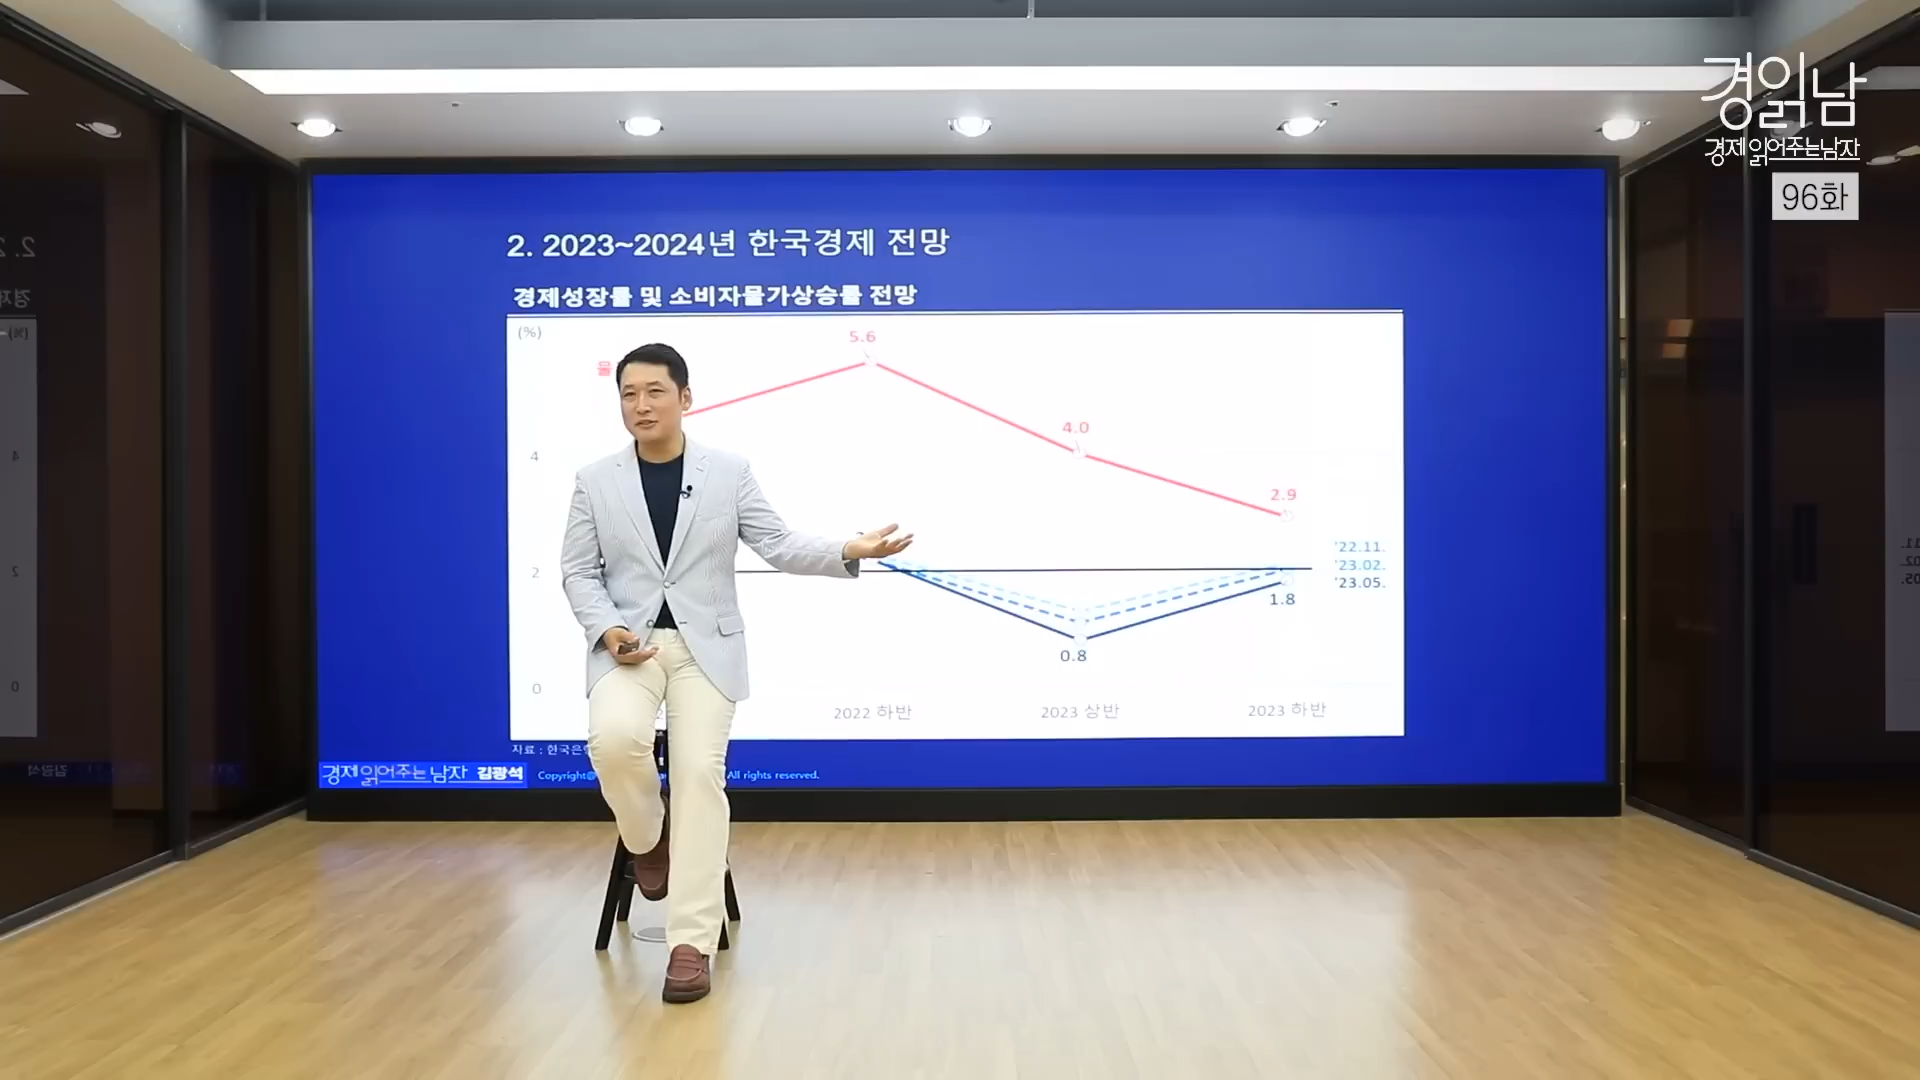 경읽남
경제 읽어주는 남자
96화
2. 2023~2024년 한국경제 전망
경제성장률 및 소비자물가상승률 전망
(%)
5.6
물
4.0
4
2.9
'22.11.
'23.02.
2
'23.05.
1.8
0.8
0
2022 하반
2023 상반
2023 하반
자료 : 한국은행
경제 읽어주는 남자 김광석
Copyright@ All rights reserved.